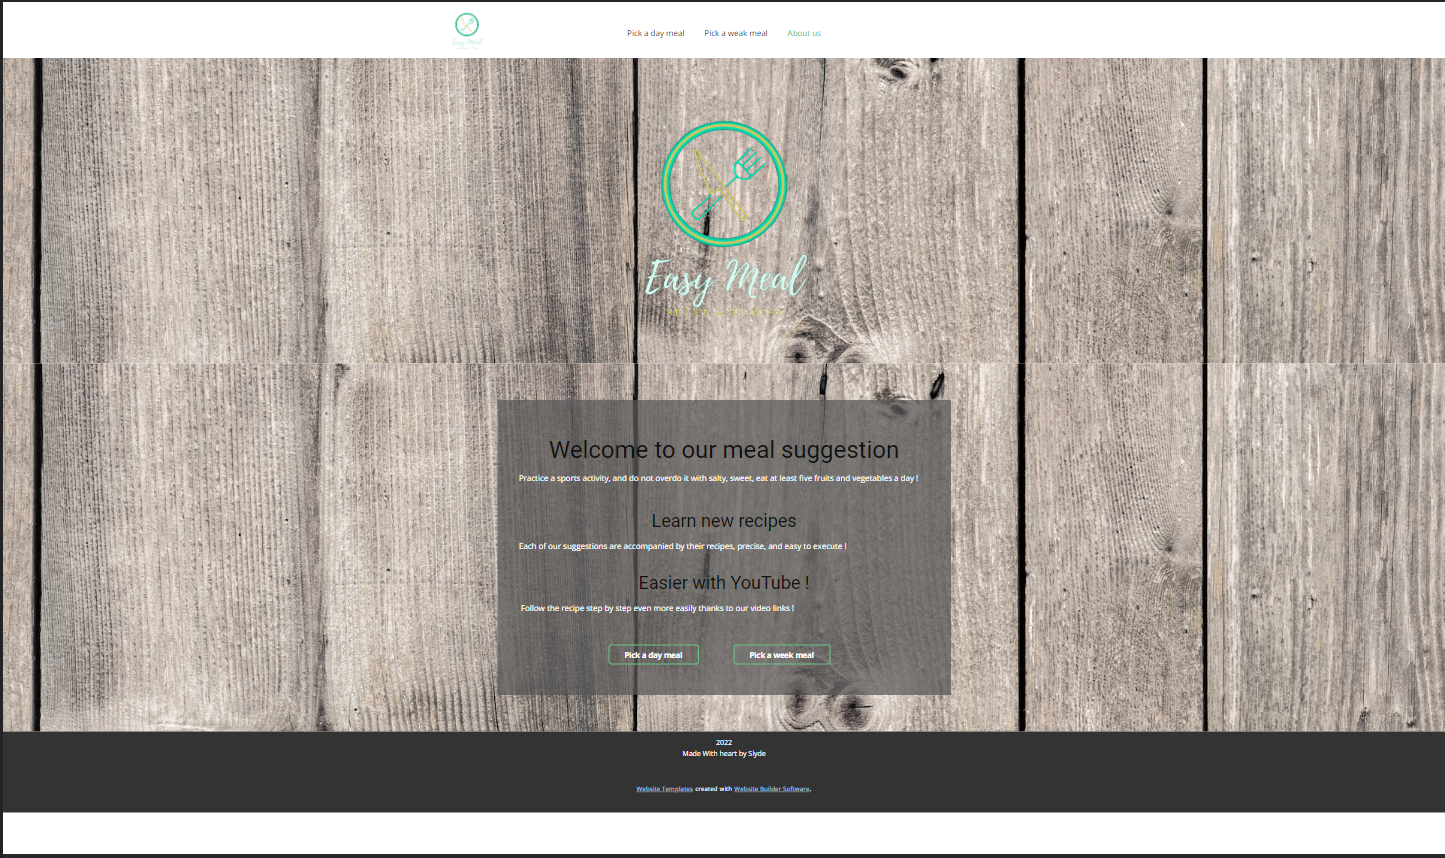 Easy Meal
Pick a day meal
Pick a weak meal
About us
Easy Meal
Welcome to our meal suggestion
Practice a sports activity, and do not overdo it with salty, sweet, eat at least five fruits and vegetables a day !
Learn new recipes
Each of our suggestions are accompanied by their recipes, precise, and easy to execute !
Easier with YouTube !
Follow the recipe step by step even more easily thanks to our video links !
Pick a day meal
Pick a week meal
2022
Made With heart by Slyde
Website Templates created with Website Builder Software.